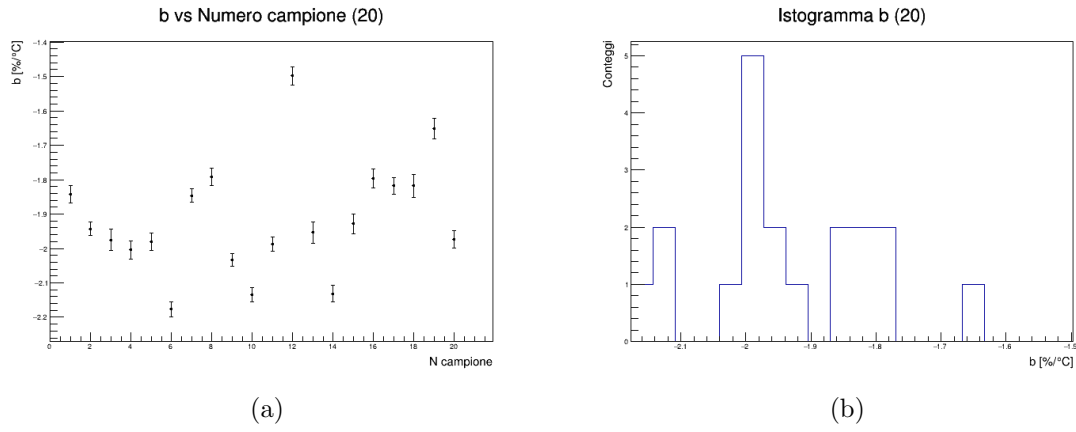 b vs Numero campione (20)
b [%/°C]
−1.4
−1.5
−1.6
−1.7
−1.8
−1.9
−2
−2.1
−2.2
0 2 4 6 8 10 12 14 16 18 20
N campione
(a)
Istogramma b (20)
Conteggi
5
4
3
2
1
0
−2.1 −2 −1.9 −1.8 −1.7 −1.6 −1.5
b [%/°C]
(b)